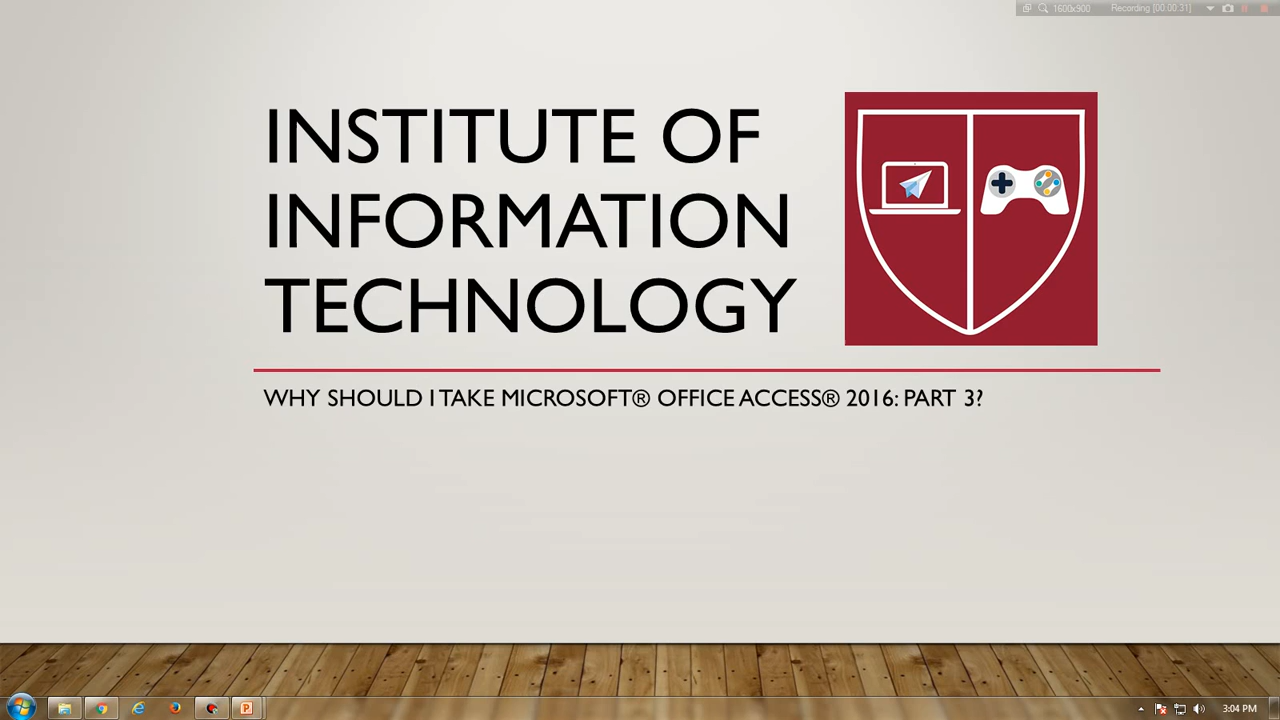 1600x900 Recording [00:00:31]
INSTITUTE OF
INFORMATION
TECHNOLOGY
WHY SHOULD I TAKE MICROSOFT® OFFICE ACCESS® 2016: PART 3?
3:04 PM